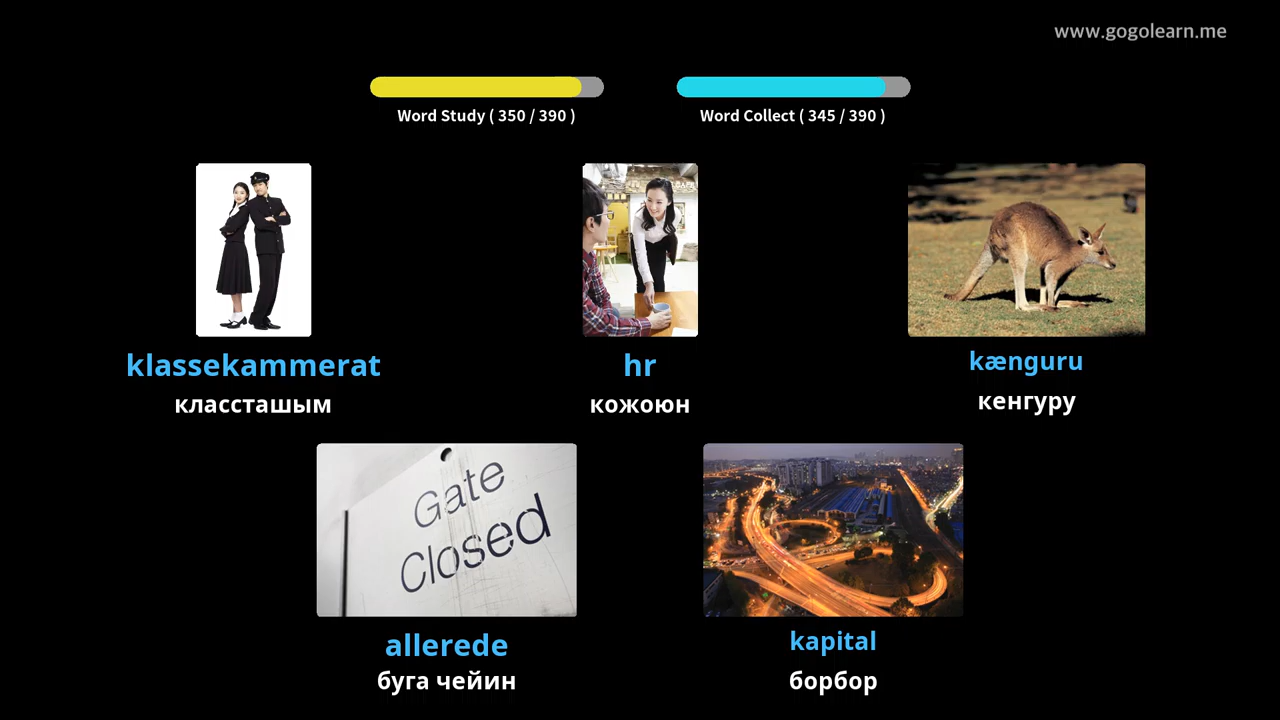 www.gogolearn.me
Word Study ( 350 / 390 )
Word Collect ( 345 / 390 )
klassekammerat
классташым
hr
кожоюн
kænguru
кенгуру
Gate
Closed
allerede
буга чейин
kapital
борбор